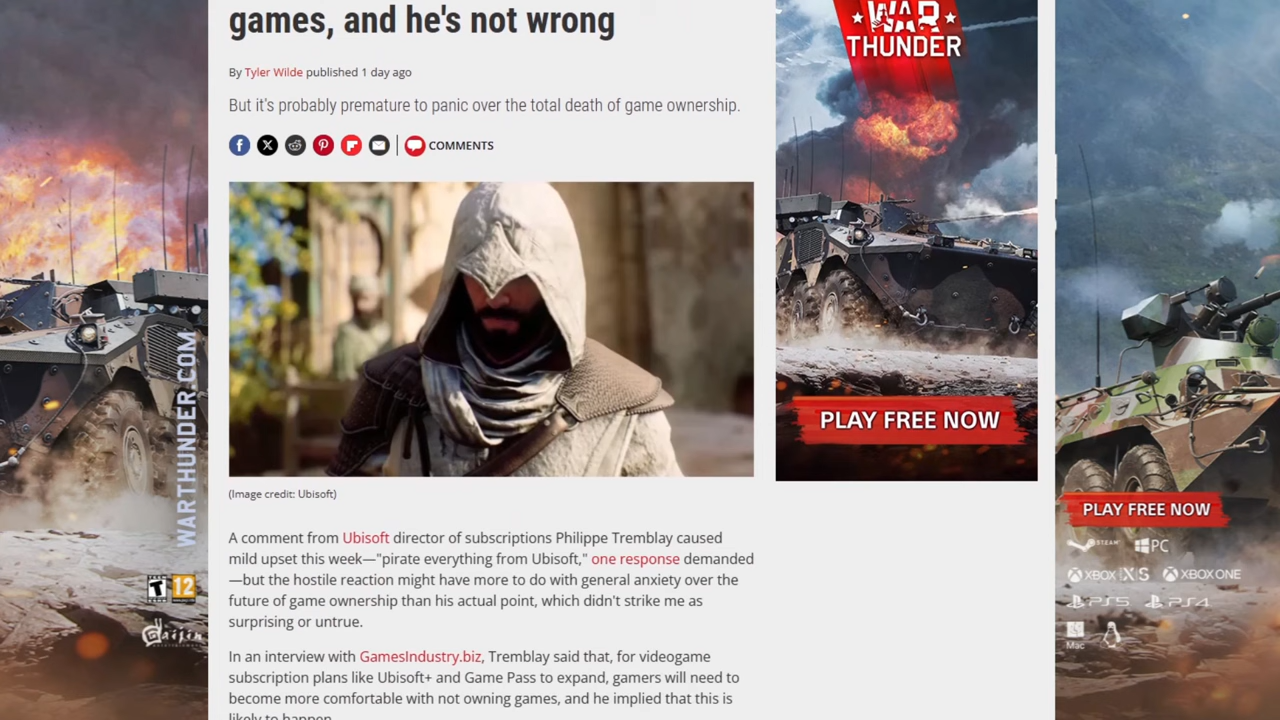 games, and he's not wrong
By Tyler Wilde published 1 day ago
But it's probably premature to panic over the total death of game ownership.
COMMENTS
(Image credit: Ubisoft)
A comment from Ubisoft director of subscriptions Philippe Tremblay caused
mild upset this week—"pirate everything from Ubisoft," one response demanded
—but the hostile reaction might have more to do with general anxiety over the
future of game ownership than his actual point, which didn't strike me as
surprising or untrue.
In an interview with GamesIndustry.biz, Tremblay said that, for videogame
subscription plans like Ubisoft+ and Game Pass to expand, gamers will need to
become more comfortable with not owning games, and he implied that this is
likely to happen.
WAR
THUNDER
PLAY FREE NOW
WARTHUNDER.COM
TEEN
T
12
Gaijin
PLAY FREE NOW
STEAM
PC
XBOX X|S
XBOX ONE
PS5
PS4
Mac